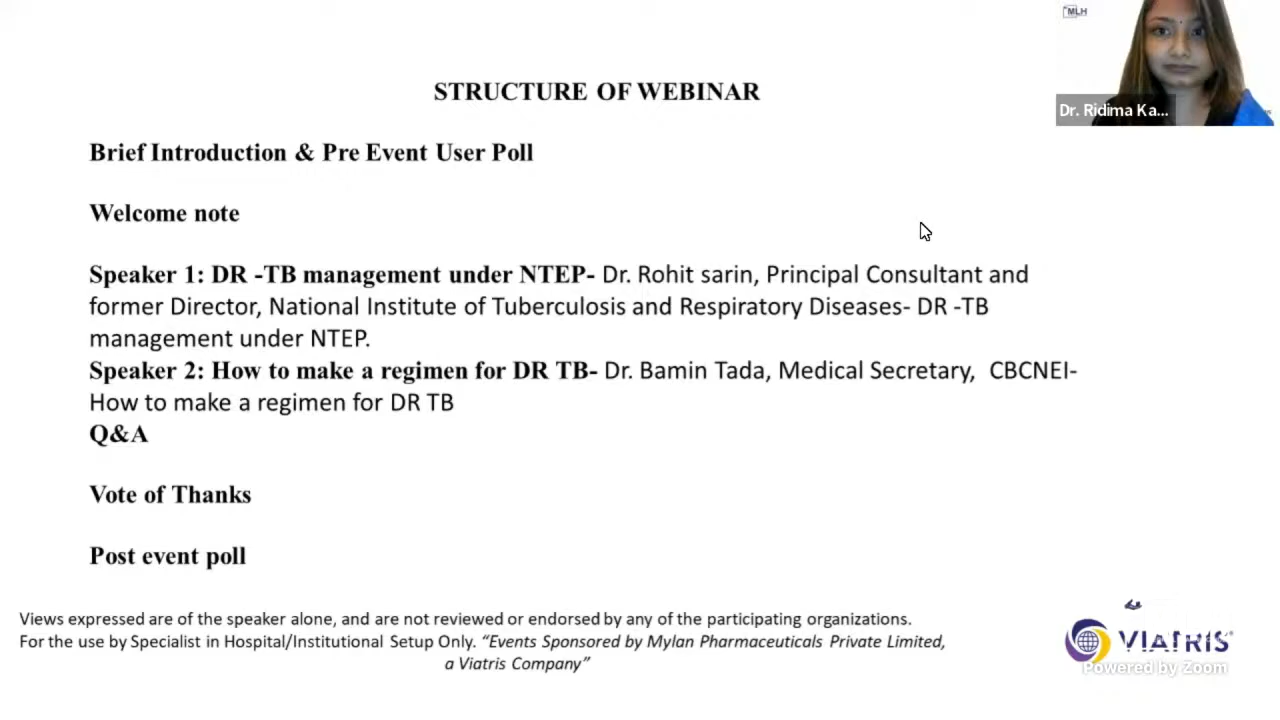 MLH
Dr. Ridima Ka...
STRUCTURE OF WEBINAR
Brief Introduction & Pre Event User Poll
Welcome note
Speaker 1: DR -TB management under NTEP- Dr. Rohit sarin, Principal Consultant and
former Director, National Institute of Tuberculosis and Respiratory Diseases- DR -TB
management under NTEP.
Speaker 2: How to make a regimen for DR TB- Dr. Bamin Tada, Medical Secretary, CBCNEI-
How to make a regimen for DR TB
Q&A
Vote of Thanks
Post event poll
Views expressed are of the speaker alone, and are not reviewed or endorsed by any of the participating organizations.
For the use by Specialist in Hospital/Institutional Setup Only. “Events Sponsored by Mylan Pharmaceuticals Private Limited,
a Viatris Company”
VIATRIS
Powered by Zoom